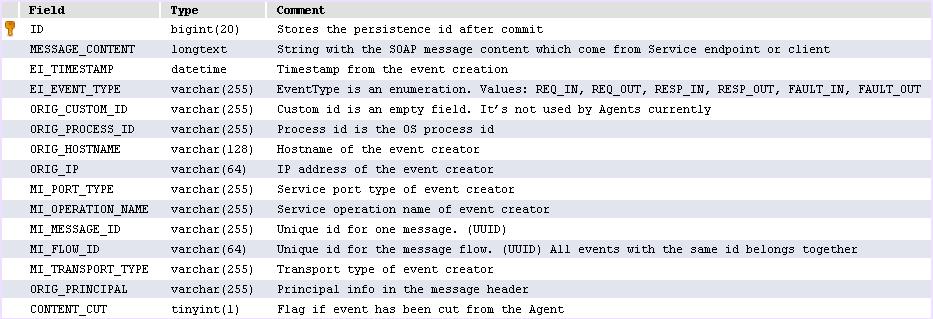 Field Type Comment
ID bigint(20) Stores the persistence id after commit
MESSAGE_CONTENT longtext String with the SOAP message content which come from Service endpoint or client
EI_TIMESTAMP datetime Timestamp from the event creation
EI_EVENT_TYPE varchar(255) EventType is an enumeration. Values: REQ_IN, REQ_OUT, RESP_IN, RESP_OUT, FAULT_IN, FAULT_OUT
ORIG_CUSTOM_ID varchar(255) Custom id is an empty field. It’s not used by Agents currently
ORIG_PROCESS_ID varchar(255) Process id is the OS process id
ORIG_HOSTNAME varchar(128) Hostname of the event creator
ORIG_IP varchar(64) IP address of the event creator
MI_PORT_TYPE varchar(255) Service port type of event creator
MI_OPERATION_NAME varchar(255) Service operation name of event creator
MI_MESSAGE_ID varchar(255) Unique id for one message. (UUID)
MI_FLOW_ID varchar(64) Unique id for the message flow. (UUID) All events with the same id belongs together
MI_TRANSPORT_TYPE varchar(255) Transport type of event creator
ORIG_PRINCIPAL varchar(255) Principal info in the message header
CONTENT_CUT tinyint(1) Flag if event has been cut from the Agent